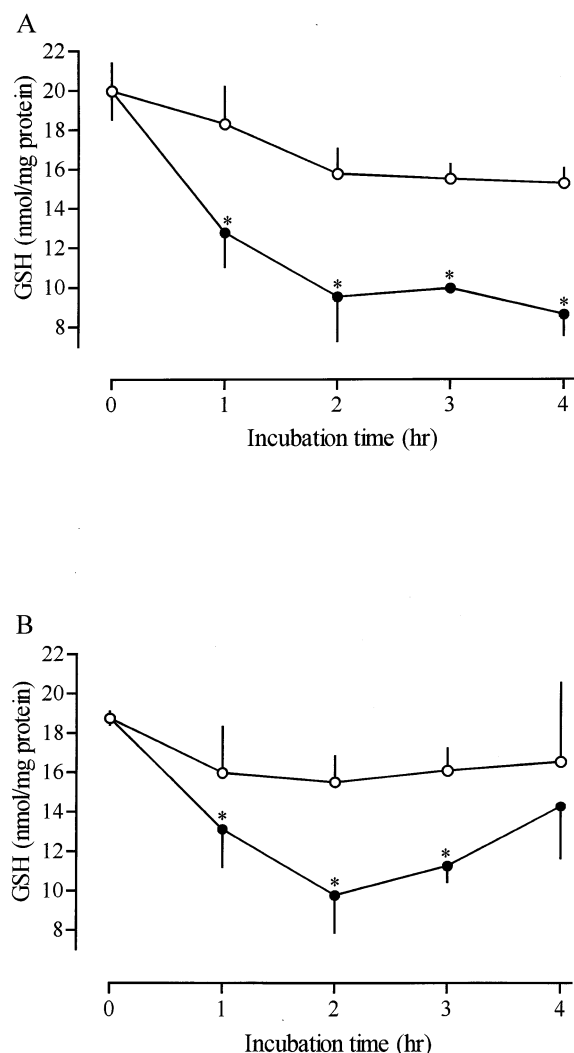 A
22
20
18
16
14
12
10
8
GSH (nmol/mg protein)
*
*
*
*
0 1 2 3 4
Incubation time (hr)
B
22
20
18
16
14
12
10
8
GSH (nmol/mg protein)
*
*
*
0 1 2 3 4
Incubation time (hr)